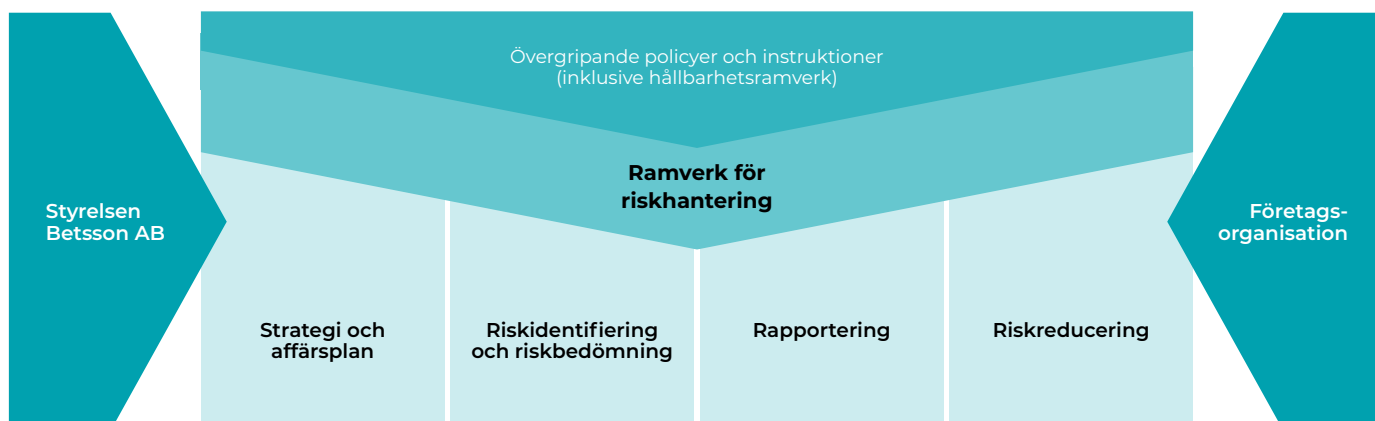 Övergripande policyer och instruktioner
(inklusive hållbarhetsramverk)
Ramverk för
riskhantering
Styrelsen
Betsson AB
Företags-
organisation
Strategi och
affärsplan
Riskidentifiering
och riskbedömning
Rapportering
Riskreducering